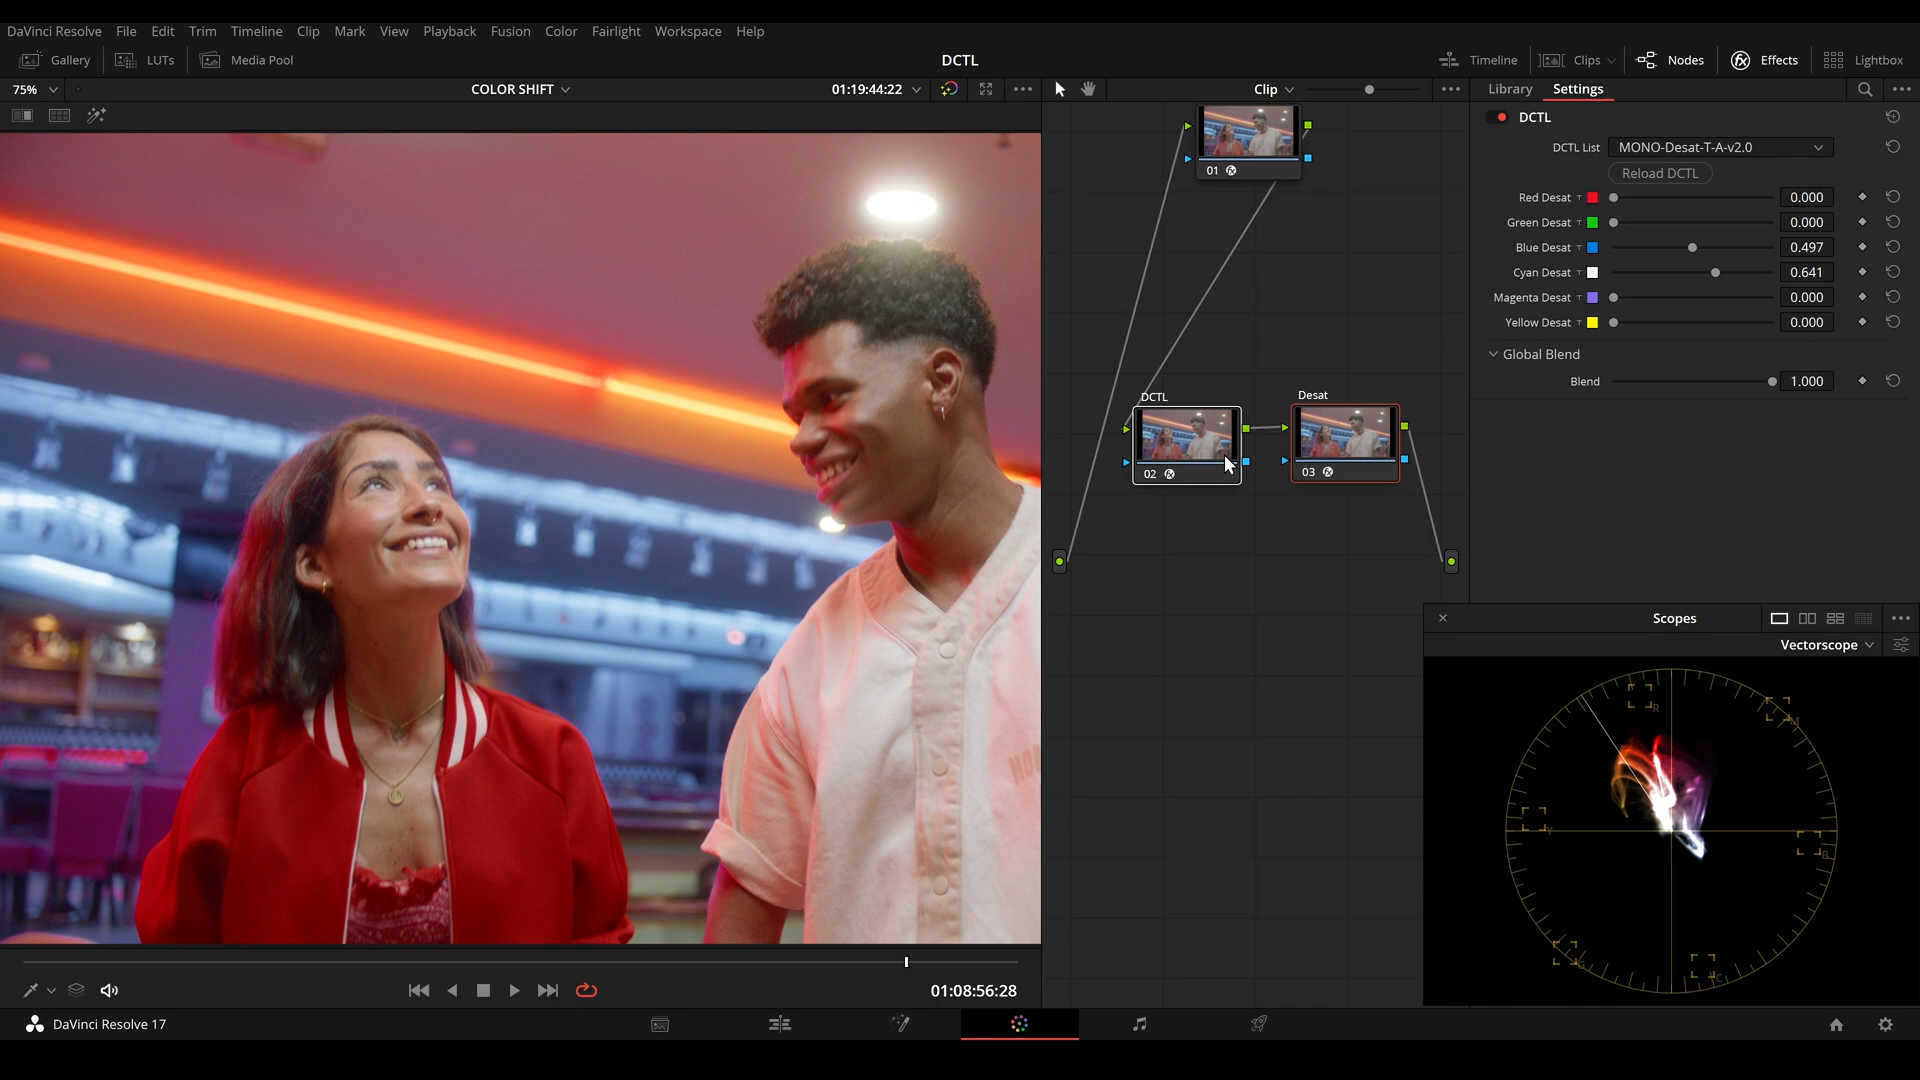 DaVinci Resolve File Edit Trim Timeline Clip Mark View Playback Fusion Color Fairlight Workspace Help
Gallery LUTs Media Pool DCTL Timeline Clips Nodes Effects Lightbox
75% COLOR SHIFT 01:19:44:22 Clip Library Settings
DCTL
DCTL List MONO-Desat-T-A-v2.0
Reload DCTL
Red Desat T 0.000
Green Desat T 0.000
Blue Desat T 0.497
Cyan Desat T 0.641
Magenta Desat T 0.000
Yellow Desat T 0.000
Global Blend
Blend 1.000
01
DCTL Desat
02 03
Scopes
Vectorscope
R M
Y B
G C
01:08:56:28
DaVinci Resolve 17